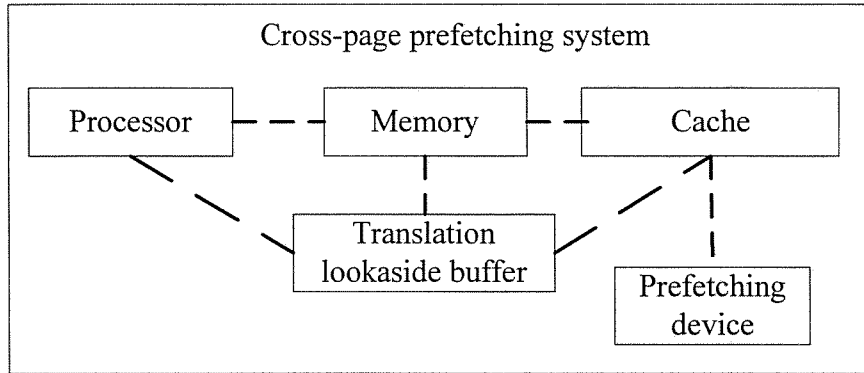 Cross-page prefetching system
Processor
Memory
Cache
Translation
lookaside buffer
Prefetching
device